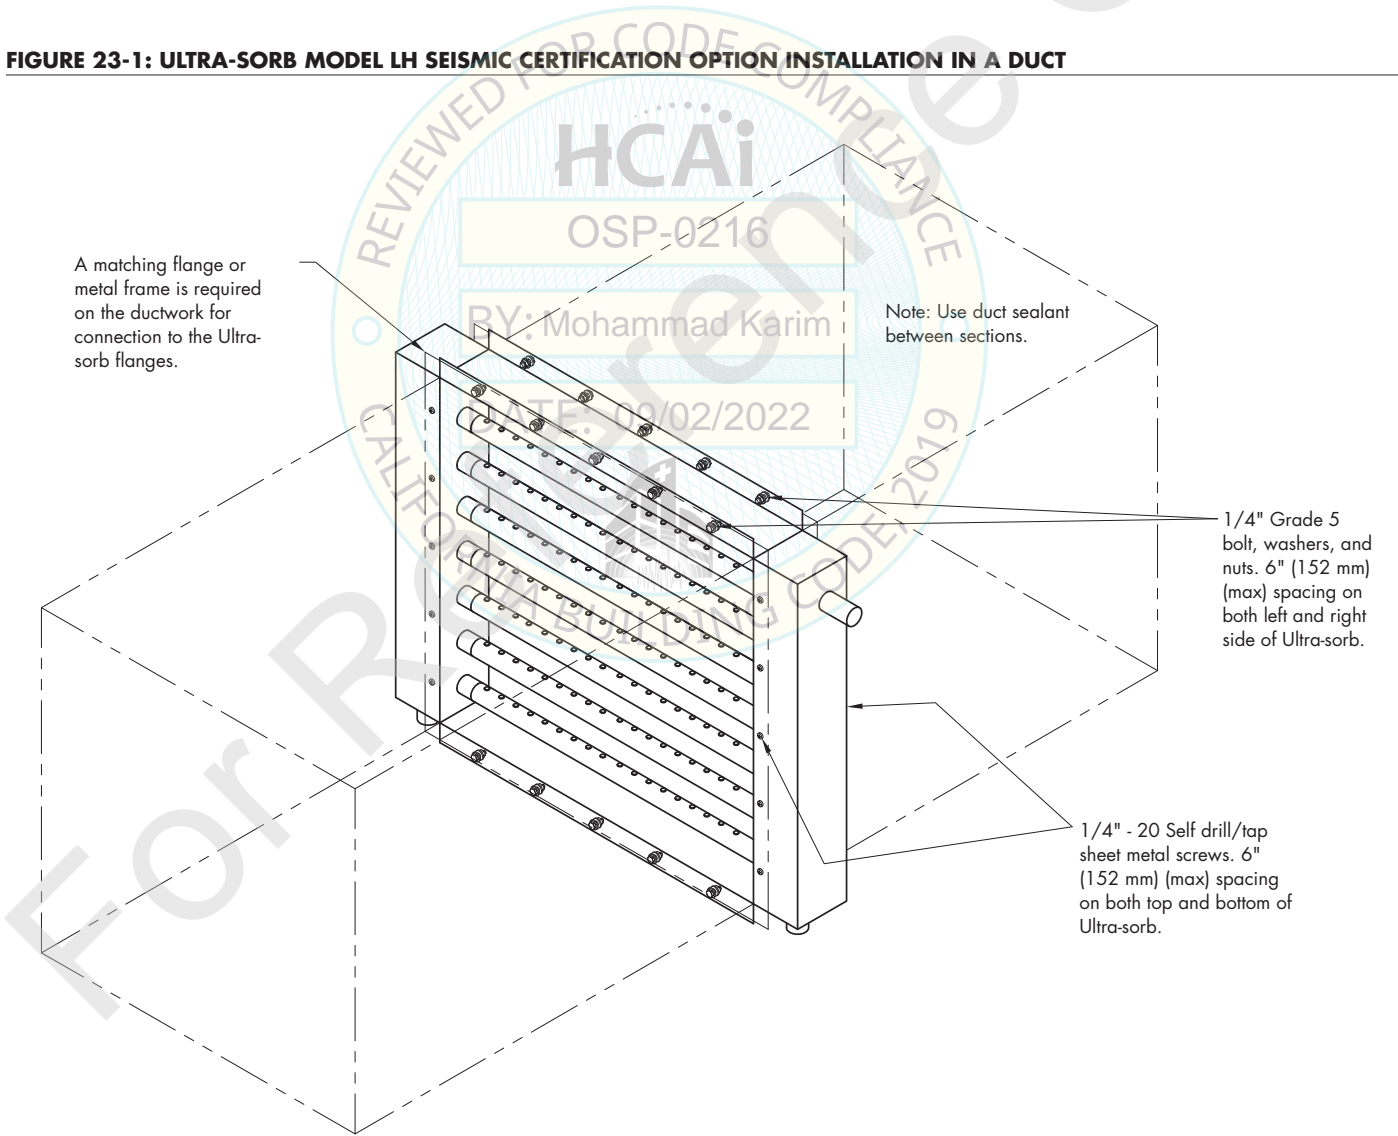 FIGURE 23-1: ULTRA-SORB MODEL LH SEISMIC CERTIFICATION OPTION INSTALLATION IN A DUCT
REVIEWED FOR CODE COMPLIANCE
HCAi
OSP-0216
BY: Mohammad Karim
DATE: 09/02/2022
CALIFORNIA BUILDING CODE, 2019
For Reference
A matching flange or
metal frame is required
on the ductwork for
connection to the Ultra-
sorb flanges.
Note: Use duct sealant
between sections.
1/4" Grade 5
bolt, washers, and
nuts. 6" (152 mm)
(max) spacing on
both left and right
side of Ultra-sorb.
1/4" - 20 Self drill/tap
sheet metal screws. 6"
(152 mm) (max) spacing
on both top and bottom of
Ultra-sorb.